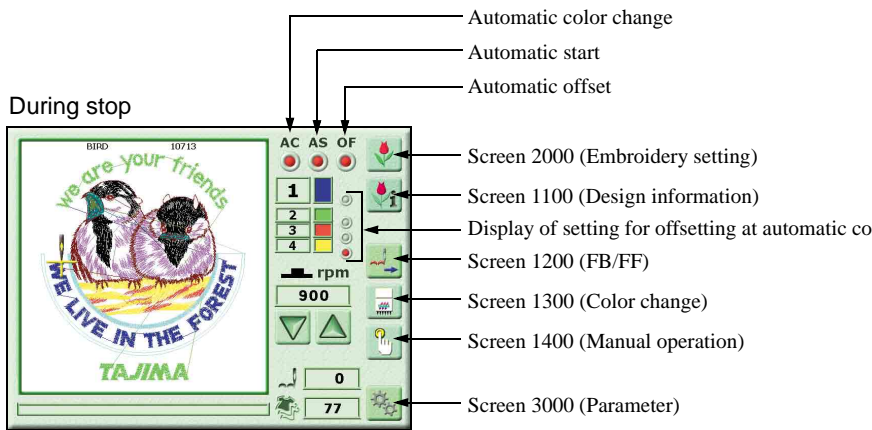 Automatic color change
Automatic start
Automatic offset
During stop
BIRD 10713
AC AS OF
we are your friends
WE LIVE IN THE FOREST
TAJIMA
1
2
3
4
rpm
900
0
77
1
Screen 2000 (Embroidery setting)
Screen 1100 (Design information)
Display of setting for offsetting at automatic co
Screen 1200 (FB/FF)
Screen 1300 (Color change)
Screen 1400 (Manual operation)
Screen 3000 (Parameter)